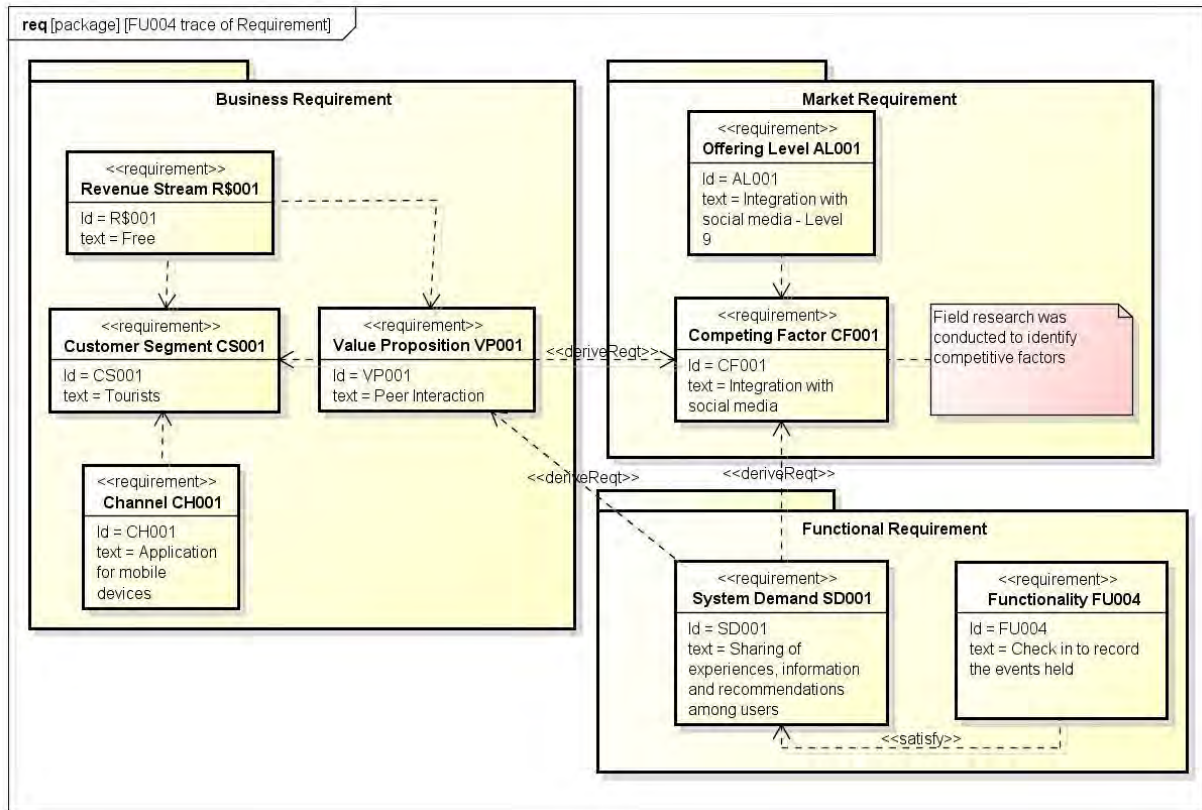 req [package] [FU004 trace of Requirement]
Business Requirement
<<requirement>>
Revenue Stream R$001
Id = R$001
text = Free
<<requirement>>
Customer Segment CS001
Id = CS001
text = Tourists
<<requirement>>
Value Proposition VP001
Id = VP001
text = Peer Interaction
<<requirement>>
Channel CH001
Id = CH001
text = Application
for mobile
devices
<<deriveReqt>>
<<deriveReqt>>
<<deriveReqt>>
Market Requirement
<<requirement>>
Offering Level AL001
Id = AL001
text = Integration with
social media - Level
9
<<requirement>>
Competing Factor CF001
Id = CF001
text = Integration with
social media
Field research was
conducted to identify
competitive factors
Functional Requirement
<<requirement>>
System Demand SD001
Id = SD001
text = Sharing of
experiences, information
and recommendations
among users
<<requirement>>
Functionality FU004
Id = FU004
text = Check in to record
the events held
<<satisfy>>